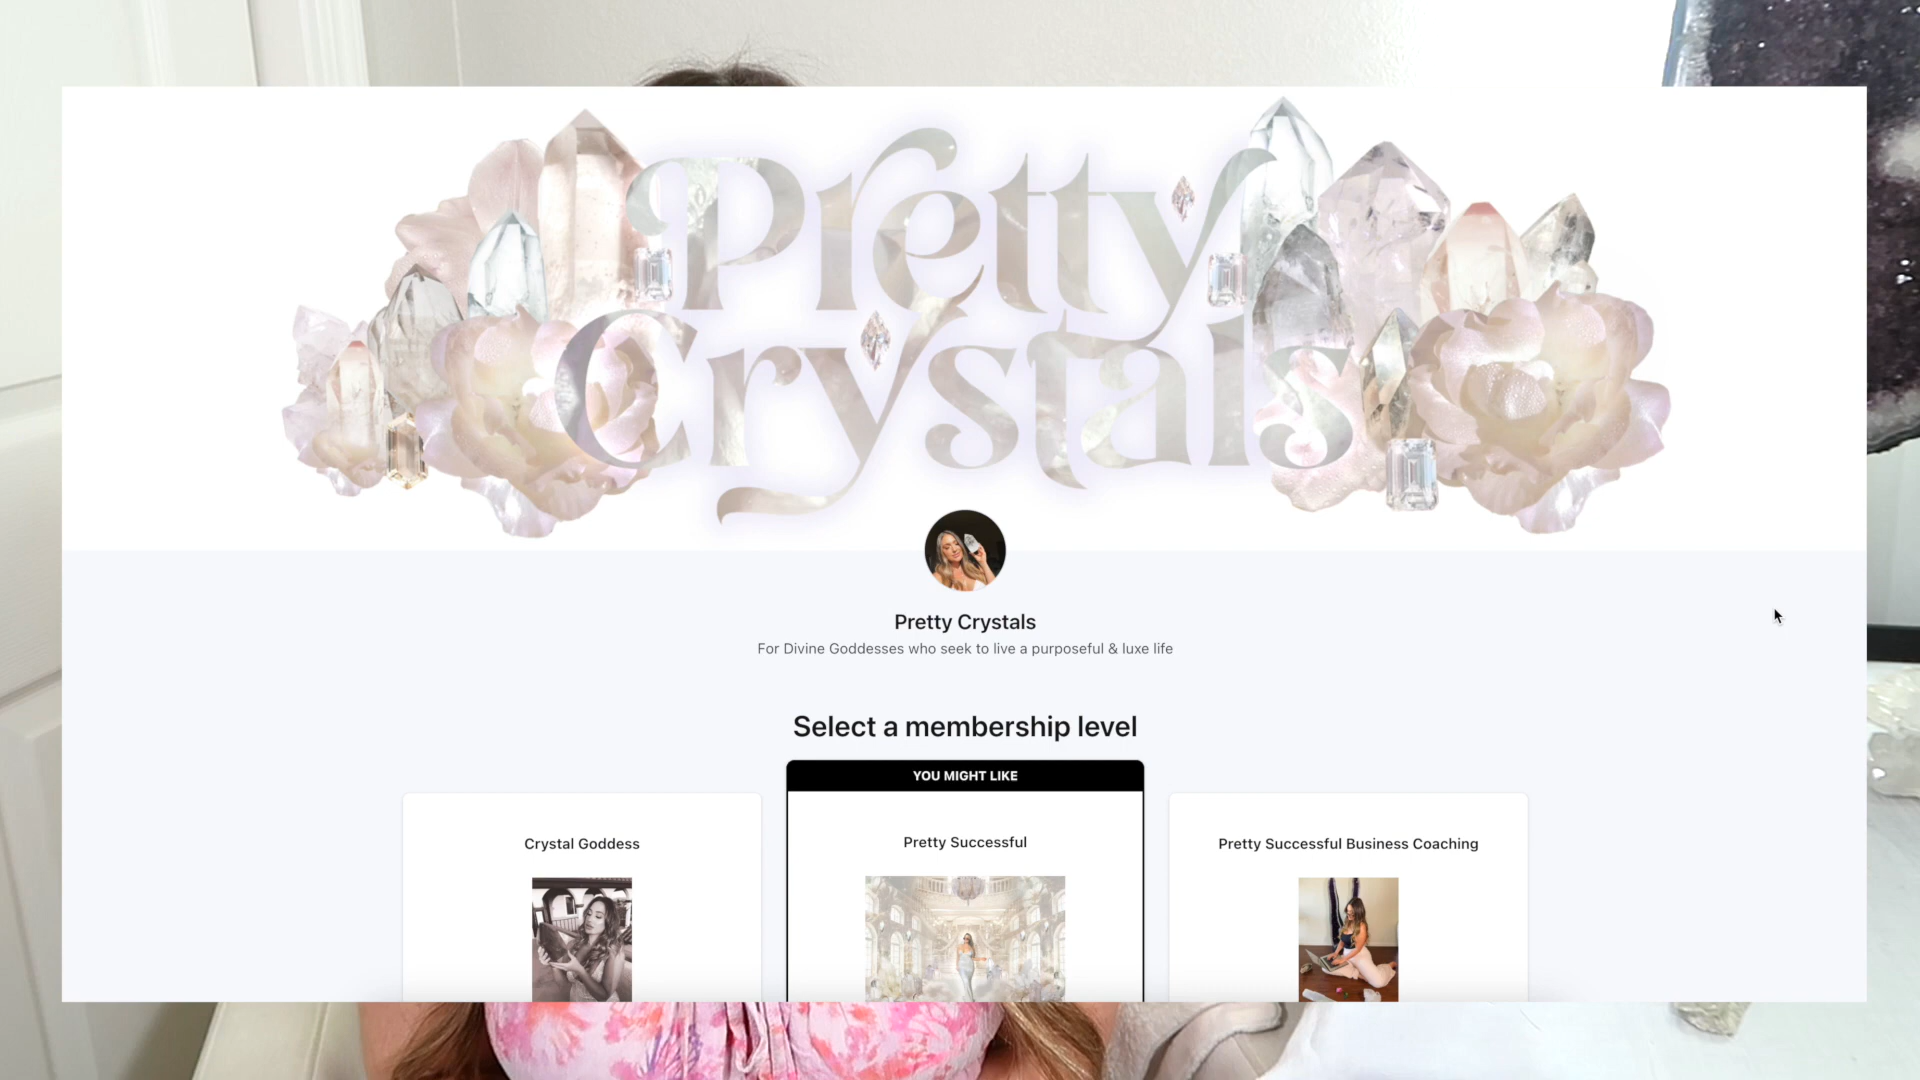 Pretty
Crystals
Pretty Crystals
For Divine Goddesses who seek to live a purposeful & luxe life
Select a membership level
YOU MIGHT LIKE
Crystal Goddess
Pretty Successful
Pretty Successful Business Coaching